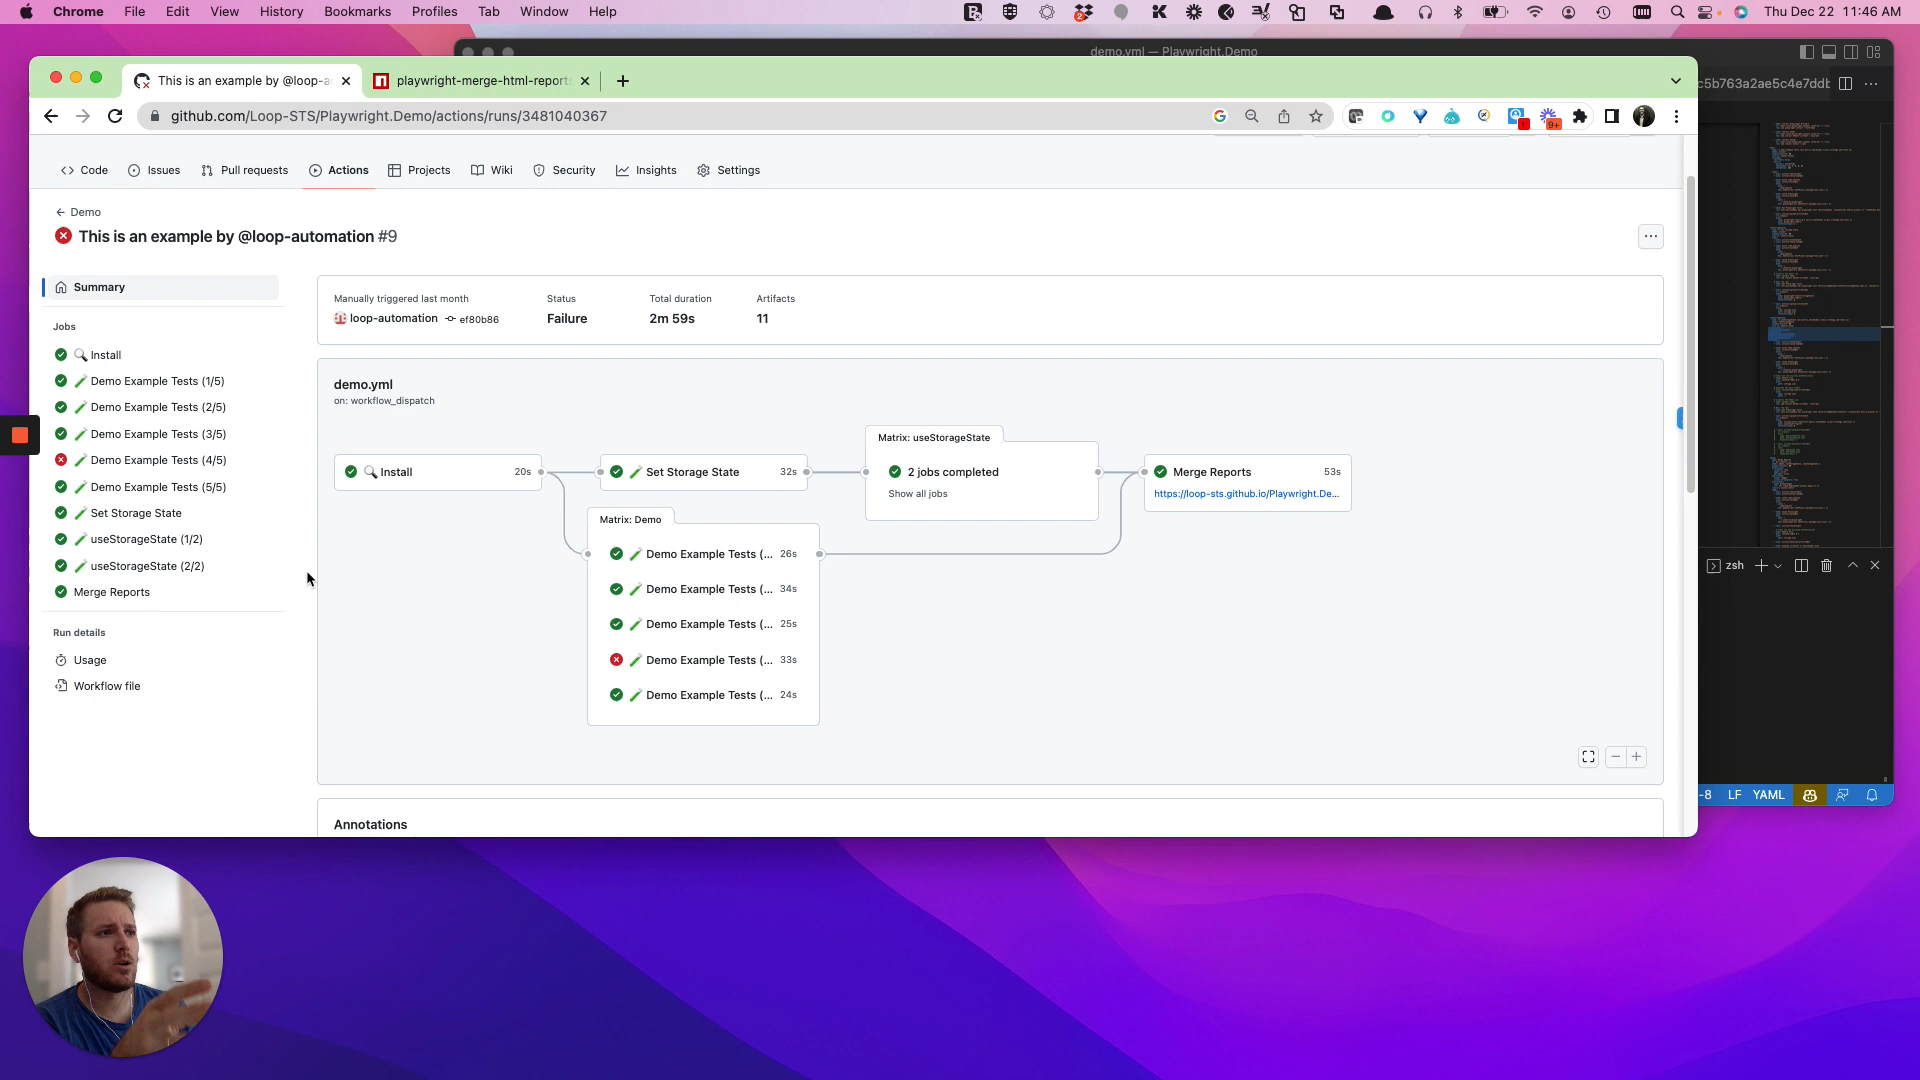 Chrome File Edit View History Bookmarks Profiles Tab Window Help
Thu Dec 22 11:46 AM
demo.yml — Playwright.Demo
c5b763a2ae5c4e7ddb
This is an example by @loop-a
playwright-merge-html-report
github.com/Loop-STS/Playwright.Demo/actions/runs/3481040367
9+
Code Issues Pull requests Actions Projects Wiki Security Insights Settings
← Demo
This is an example by @loop-automation #9
Summary
Jobs
Install
Demo Example Tests (1/5)
Demo Example Tests (2/5)
Demo Example Tests (3/5)
Demo Example Tests (4/5)
Demo Example Tests (5/5)
Set Storage State
useStorageState (1/2)
useStorageState (2/2)
Merge Reports
Run details
Usage
Workflow file
Manually triggered last month
loop-automation ef80b86
Status
Failure
Total duration
2m 59s
Artifacts
11
demo.yml
on: workflow_dispatch
Install 20s
Set Storage State 32s
Matrix: useStorageState
2 jobs completed
Show all jobs
Merge Reports 53s
https://loop-sts.github.io/Playwright.De...
Matrix: Demo
Demo Example Tests (... 26s
Demo Example Tests (... 34s
Demo Example Tests (... 25s
Demo Example Tests (... 33s
Demo Example Tests (... 24s
Annotations
zsh
-8 LF YAML